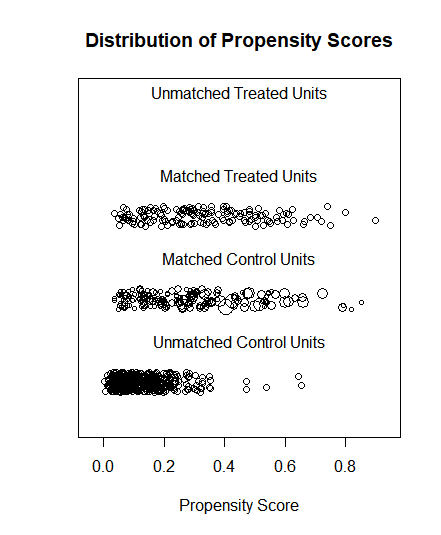 Distribution of Propensity Scores
Unmatched Treated Units
Matched Treated Units
Matched Control Units
Unmatched Control Units
0.0 0.2 0.4 0.6 0.8
Propensity Score